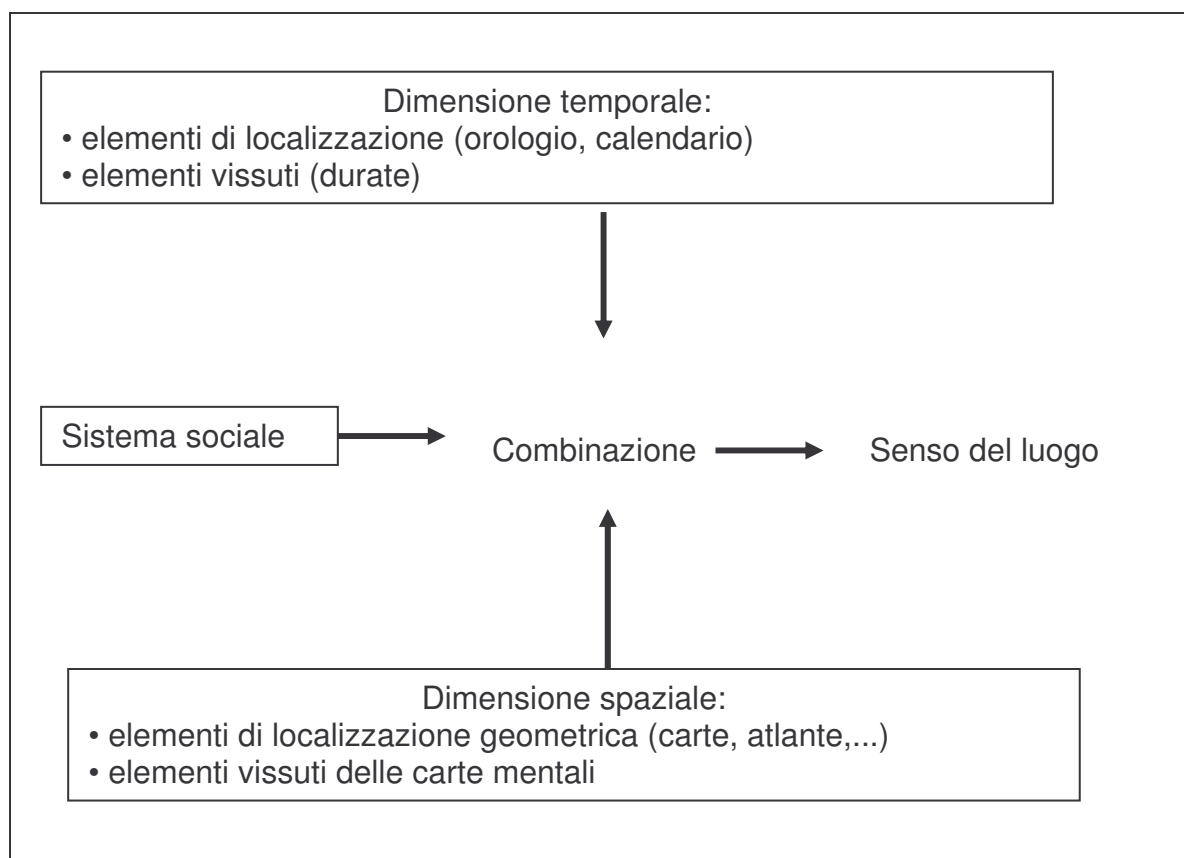 Dimensione temporale:
• elementi di localizzazione (orologio, calendario)
• elementi vissuti (durate)
Sistema sociale
Combinazione
Senso del luogo
Dimensione spaziale:
• elementi di localizzazione geometrica (carte, atlante,...)
• elementi vissuti delle carte mentali